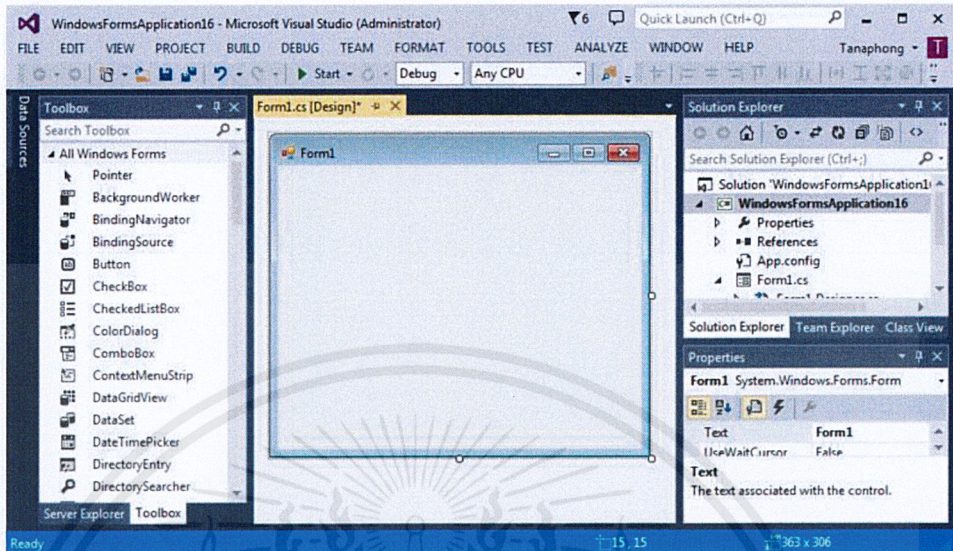 WindowsFormsApplication16 - Microsoft Visual Studio (Administrator)
6
Quick Launch (Ctrl+Q)
FILE EDIT VIEW PROJECT BUILD DEBUG TEAM FORMAT TOOLS TEST ANALYZE WINDOW HELP
Tanaphong
T
Start
Debug
Any CPU
Data Sources
Toolbox
Search Toolbox
All Windows Forms
Pointer
BackgroundWorker
BindingNavigator
BindingSource
Button
CheckBox
CheckedListBox
ColorDialog
ComboBox
ContextMenuStrip
DataGridView
DataSet
DateTimePicker
DirectoryEntry
DirectorySearcher
Server Explorer Toolbox
Form1.cs [Design]*
Form1
Solution Explorer
Search Solution Explorer (Ctrl+;)
Solution 'WindowsFormsApplication1
WindowsFormsApplication16
Properties
References
App.config
Form1.cs
Solution Explorer Team Explorer Class View
Properties
Form1 System.Windows.Forms.Form
Text Form1
UseWaitCursor False
Text
The text associated with the control.
Ready
15 , 15
363 x 306